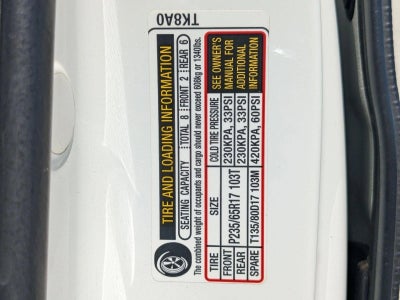 TK8A0
TIRE AND LOADING INFORMATION
SEATING CAPACITY TOTAL 8 FRONT 2 REAR 6
The combined weight of occupants and cargo should never exceed 608kg or 1340lbs.
TIRE SIZE COLD TIRE PRESSURE SEE OWNER'S MANUAL FOR ADDITIONAL INFORMATION
FRONT P235/65R17 103T 230KPA, 33PSI
REAR P235/65R17 103T 230KPA, 33PSI
SPARE T135/80D17 103M 420KPA, 60PSI